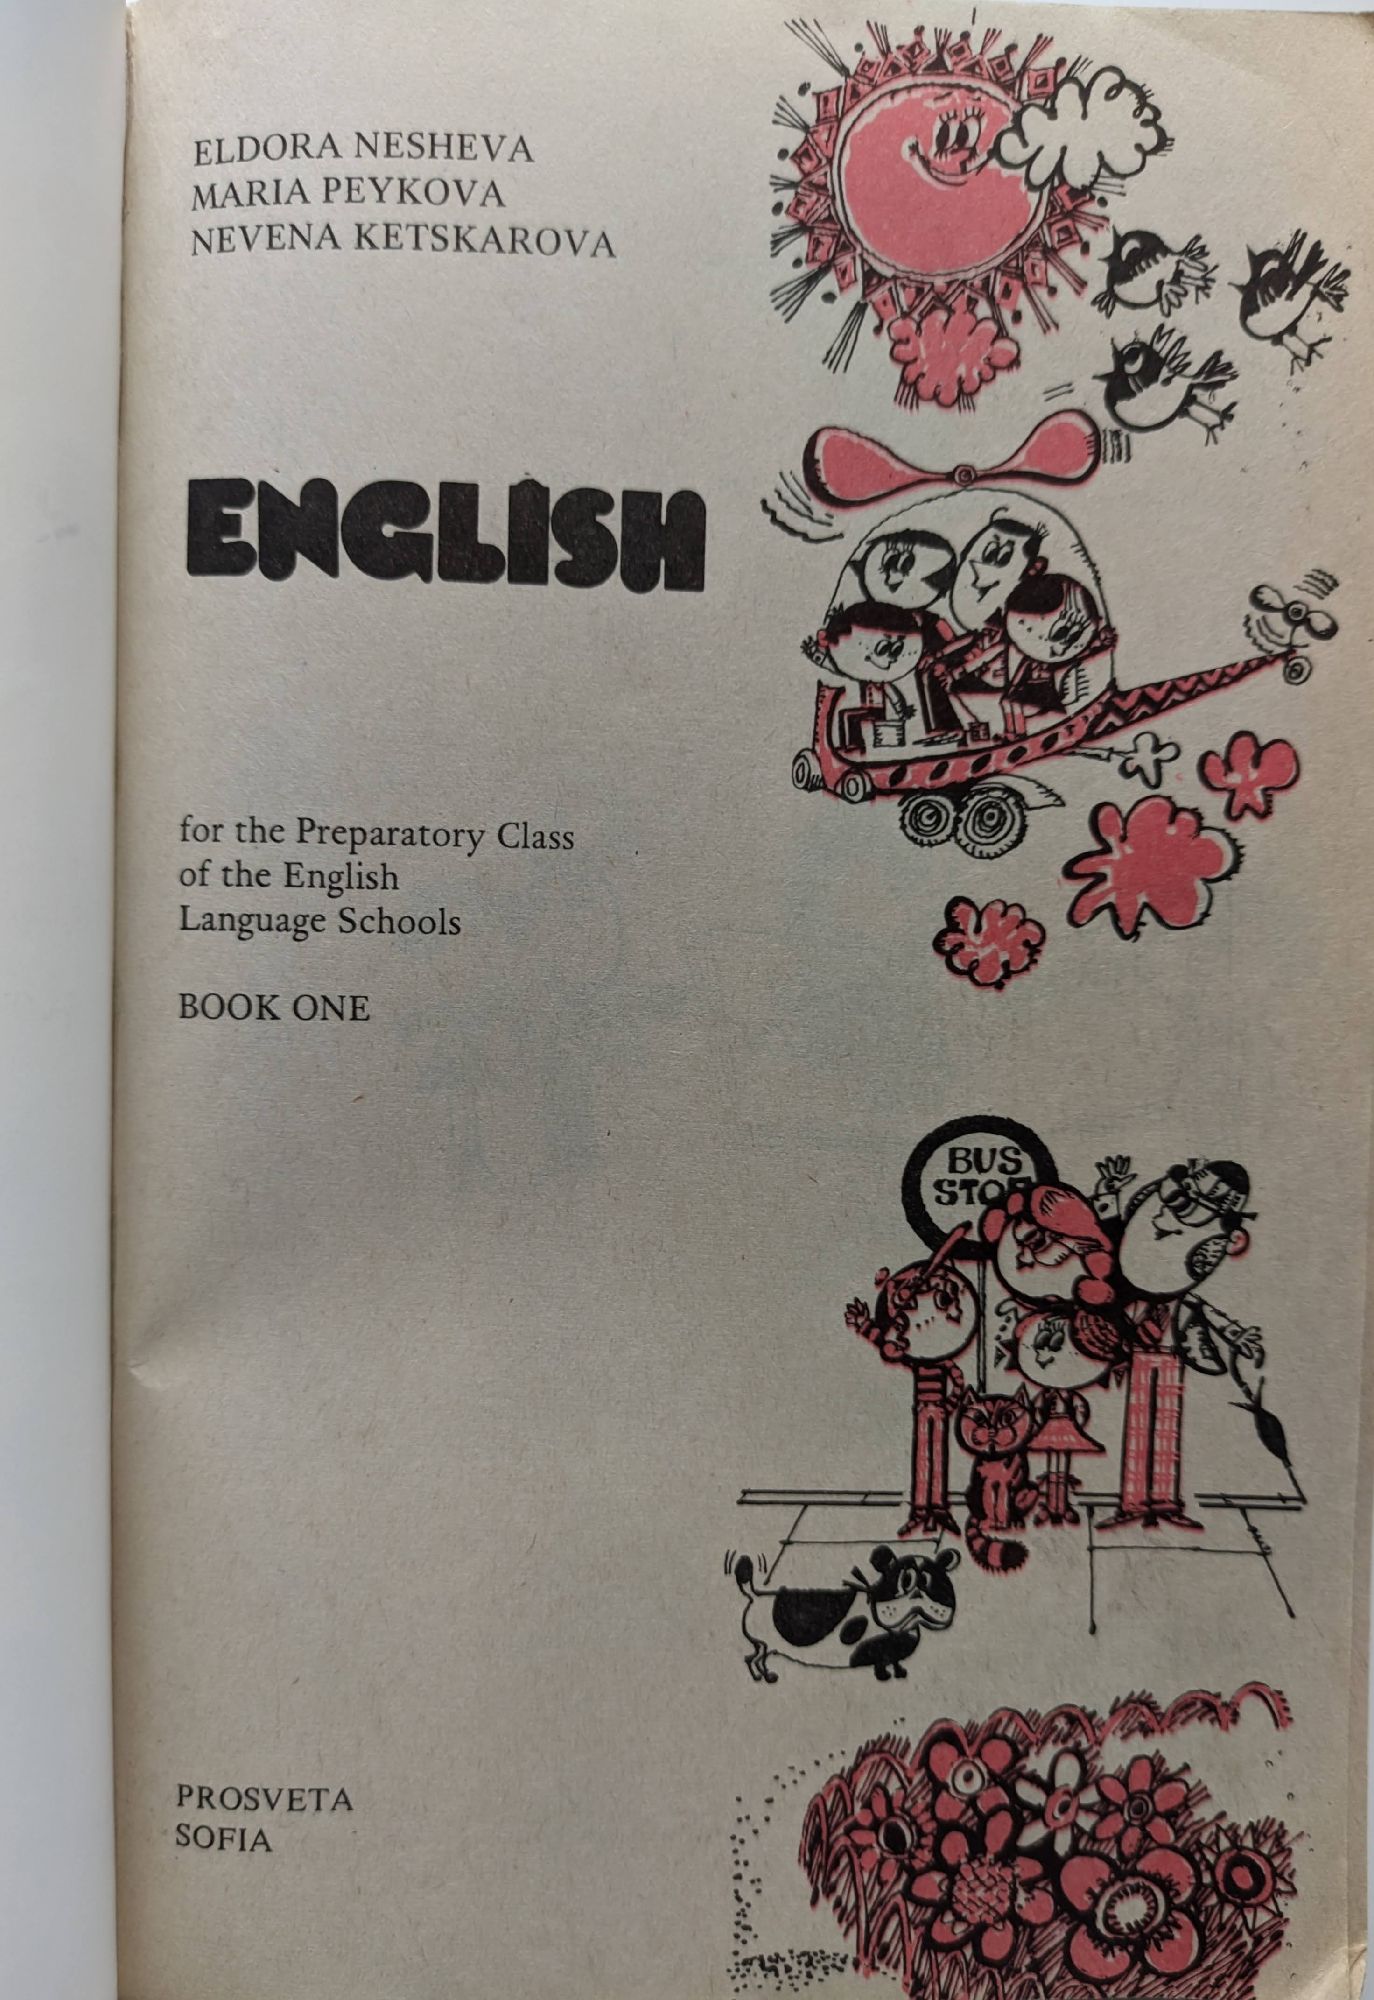 ELDORA NESHEVA
MARIA PEYKOVA
NEVENA KETSKAROVA
ENGLISH
for the Preparatory Class
of the English
Language Schools
BOOK ONE
BUS
STOP
PROSVETA
SOFIA